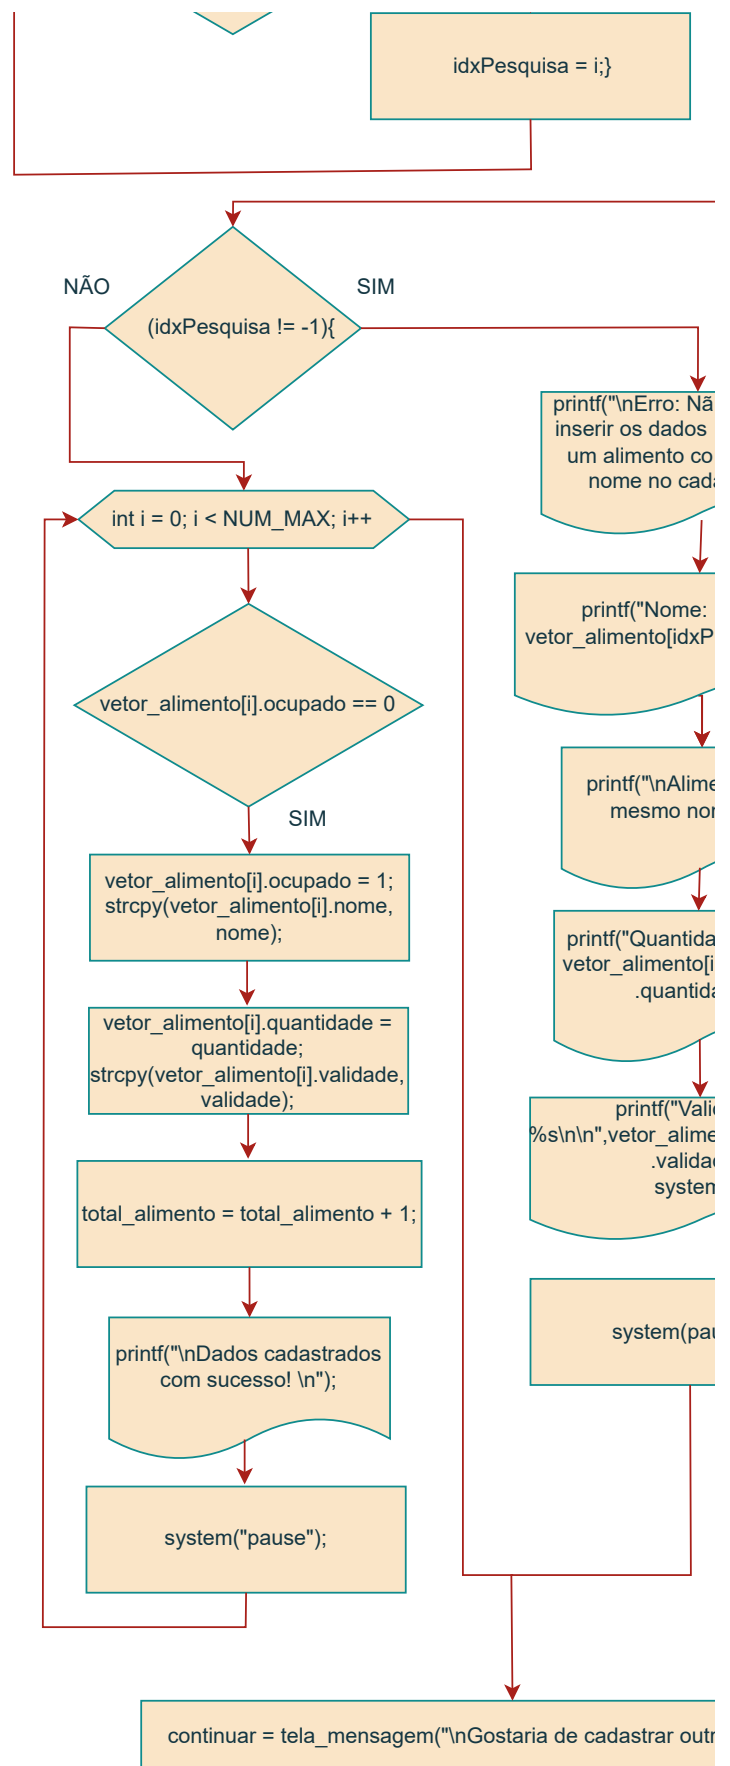 idxPesquisa = i;}
NÃO
SIM
(idxPesquisa != -1){
printf("\nErro: Nã
inserir os dados
um alimento co
nome no cada
int i = 0; i < NUM_MAX; i++
printf("Nome:
vetor_alimento[idxP
vetor_alimento[i].ocupado == 0
printf("\nAlime
mesmo nor
SIM
vetor_alimento[i].ocupado = 1;
strcpy(vetor_alimento[i].nome,
nome);
printf("Quantida
vetor_alimento[i
.quantida
vetor_alimento[i].quantidade =
quantidade;
strcpy(vetor_alimento[i].validade,
validade);
printf("Valid
%s\n\n",vetor_alime
.validad
system
total_alimento = total_alimento + 1;
printf("\nDados cadastrados
com sucesso! \n");
system(pau
system("pause");
continuar = tela_mensagem("\nGostaria de cadastrar outr